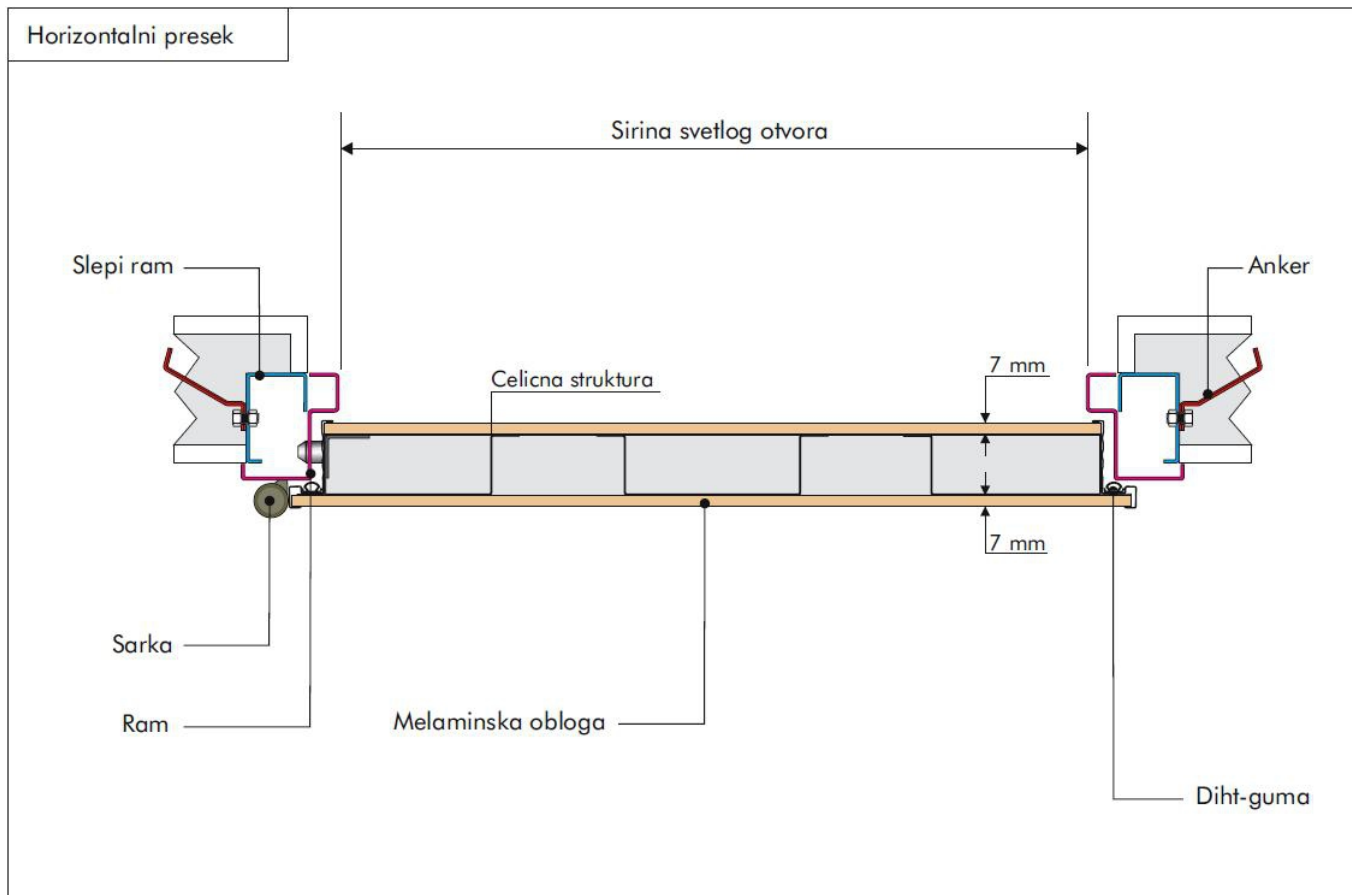 Horizontalni presek
Sirina svetlog otvora
Slepi ram
Anker
7 mm
Celicna struktura
7 mm
Sarka
Ram
Melaminska obloga
Diht-guma